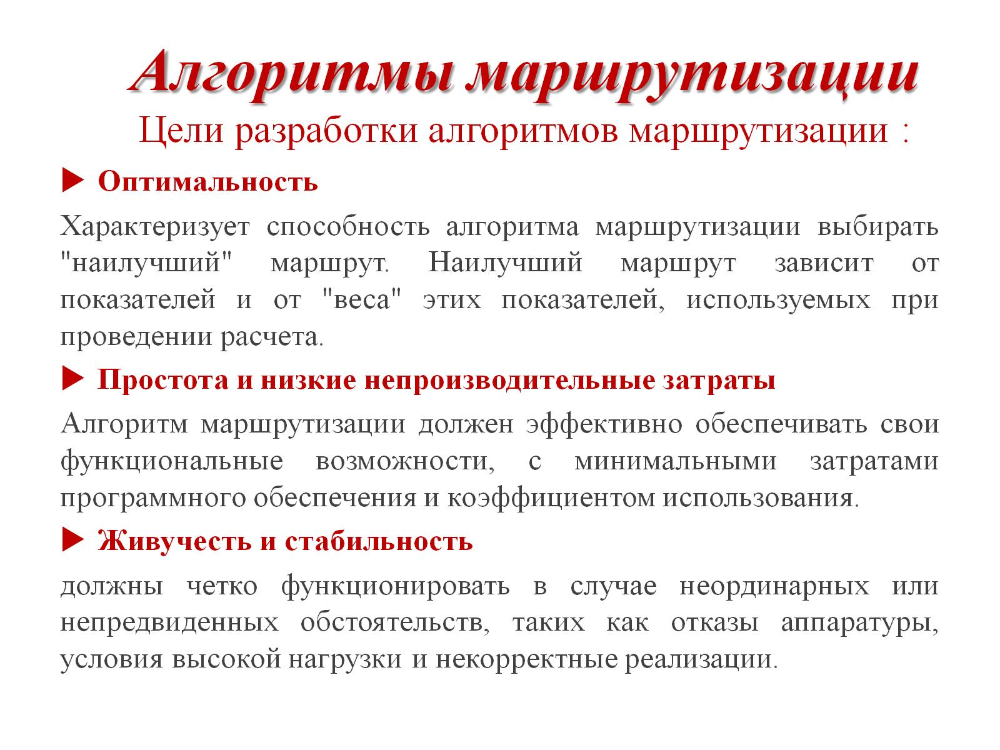 Алгоритмы маршрутизации
Цели разработки алгоритмов маршрутизации :
Оптимальность
Характеризует способность алгоритма маршрутизации выбирать
"наилучший" маршрут. Наилучший маршрут зависит от
показателей и от "веса" этих показателей, используемых при
проведении расчета.
Простота и низкие непроизводительные затраты
Алгоритм маршрутизации должен эффективно обеспечивать свои
функциональные возможности, с минимальными затратами
программного обеспечения и коэффициентом использования.
Живучесть и стабильность
должны четко функционировать в случае неординарных или
непредвиденных обстоятельств, таких как отказы аппаратуры,
условия высокой нагрузки и некорректные реализации.